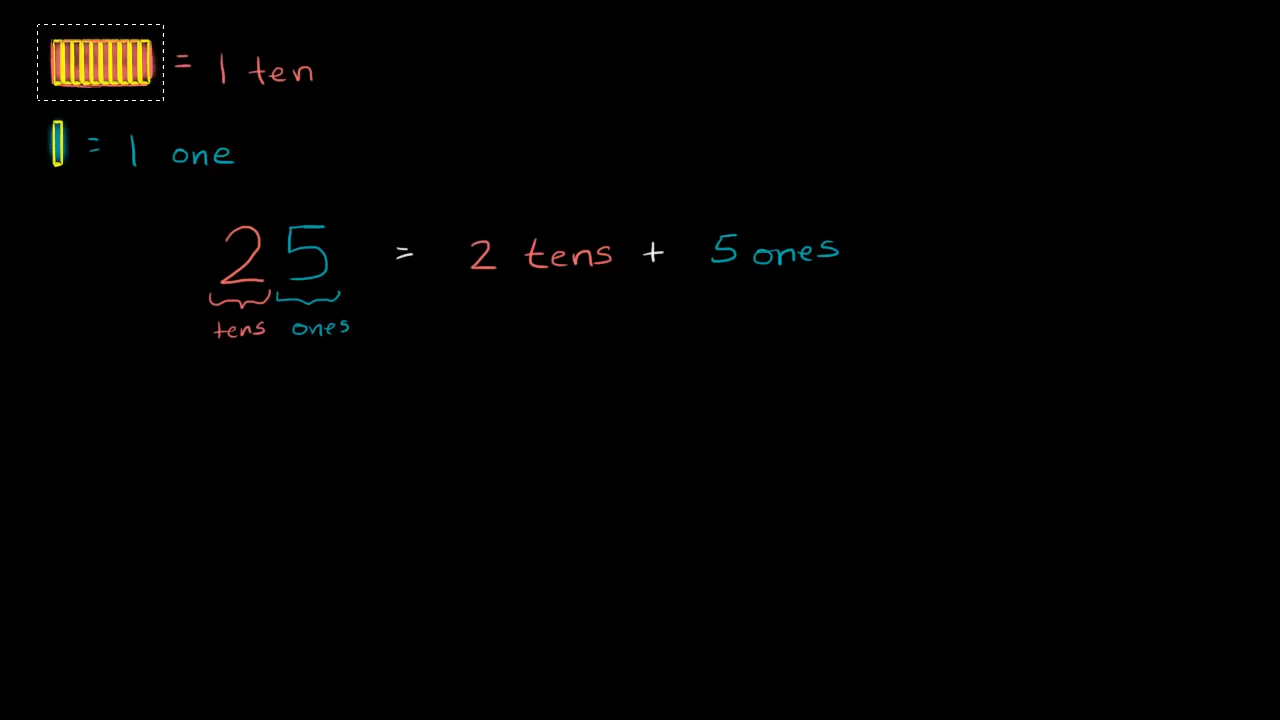 = 1 ten
= 1 one
25 = 2 tens + 5 ones
tens ones